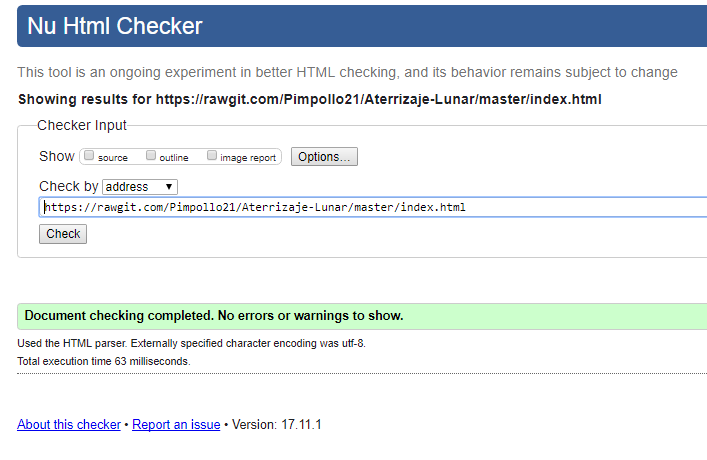 Nu Html Checker
This tool is an ongoing experiment in better HTML checking, and its behavior remains subject to change
Showing results for https://rawgit.com/Pimpollo21/Aterrizaje-Lunar/master/index.html
Checker Input
Show source outline image report Options...
Check by address
https://rawgit.com/Pimpollo21/Aterrizaje-Lunar/master/index.html
Check
Document checking completed. No errors or warnings to show.
Used the HTML parser. Externally specified character encoding was utf-8.
Total execution time 63 milliseconds.
About this checker • Report an issue • Version: 17.11.1